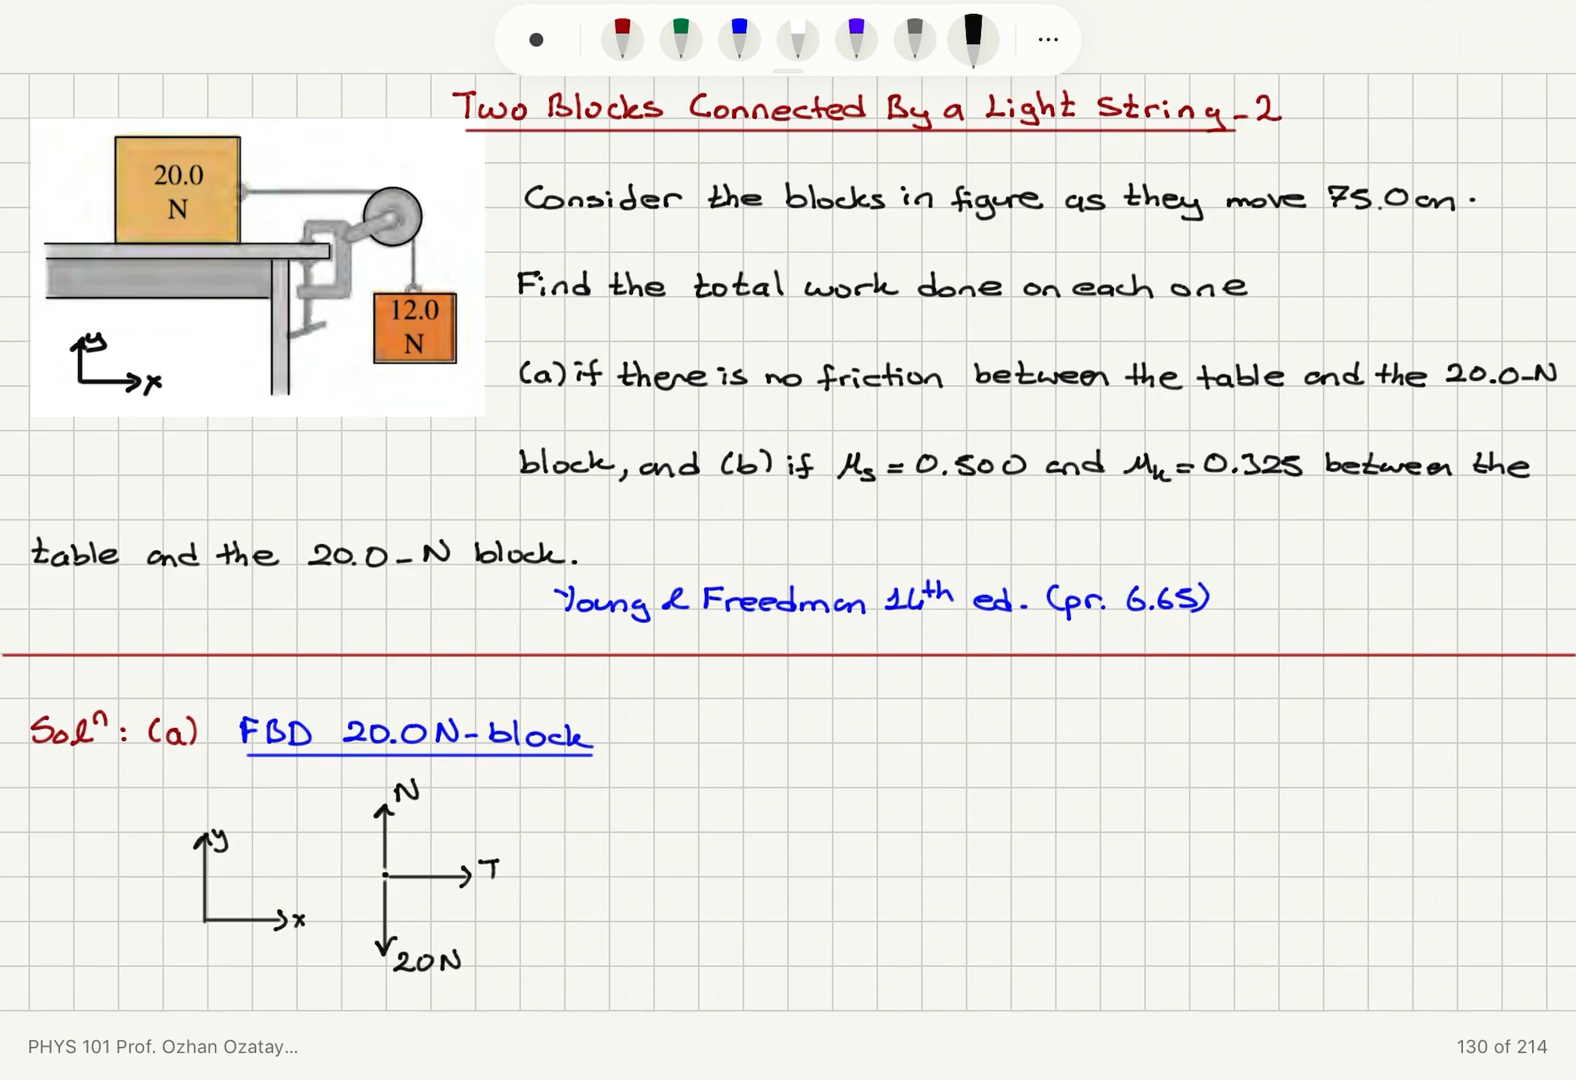 Two Blocks Connected By a Light String-2
20.0
N
12.0
N
y
x
Consider the blocks in figure as they move 75.0cm.
Find the total work done on each one
(a) if there is no friction between the table and the 20.0-N
block, and (b) if μs = 0.500 and μk = 0.325 between the
table and the 20.0-N block.
Young & Freedman 14th ed. (pr. 6.65)
Solⁿ: (a) FBD 20.0N-block
N
y
T
x
20N
PHYS 101 Prof. Ozhan Ozatay...
130 of 214